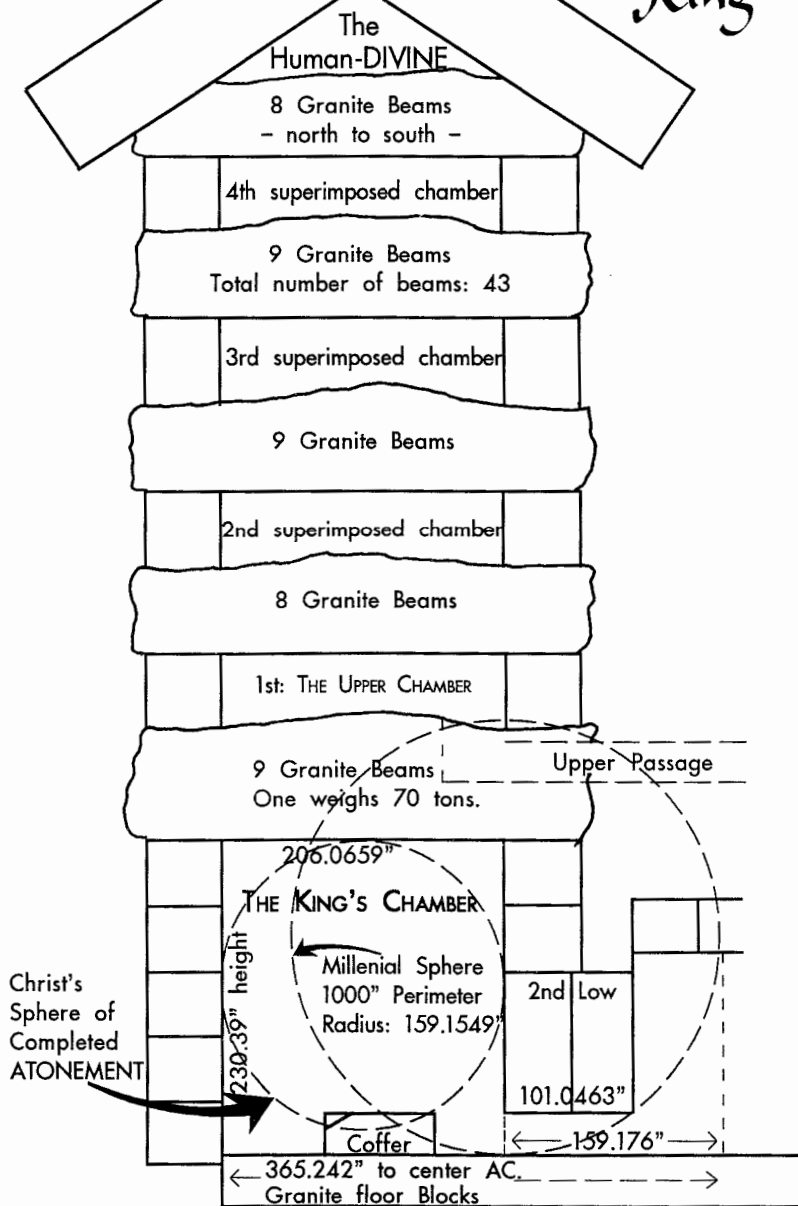 King
The
Human-DIVINE
8 Granite Beams
– north to south –
4th superimposed chamber
9 Granite Beams
Total number of beams: 43
3rd superimposed chamber
9 Granite Beams
2nd superimposed chamber
8 Granite Beams
1st: THE UPPER CHAMBER
9 Granite Beams
One weighs 70 tons.
Upper Passage
206.0659"
THE KING'S CHAMBER
230.39" height
Millenial Sphere
1000" Perimeter
Radius: 159.1549"
2nd Low
Christ's
Sphere of
Completed
ATONEMENT
101.0463"
Coffer
159.176"
365.242" to center AC.
Granite floor Blocks